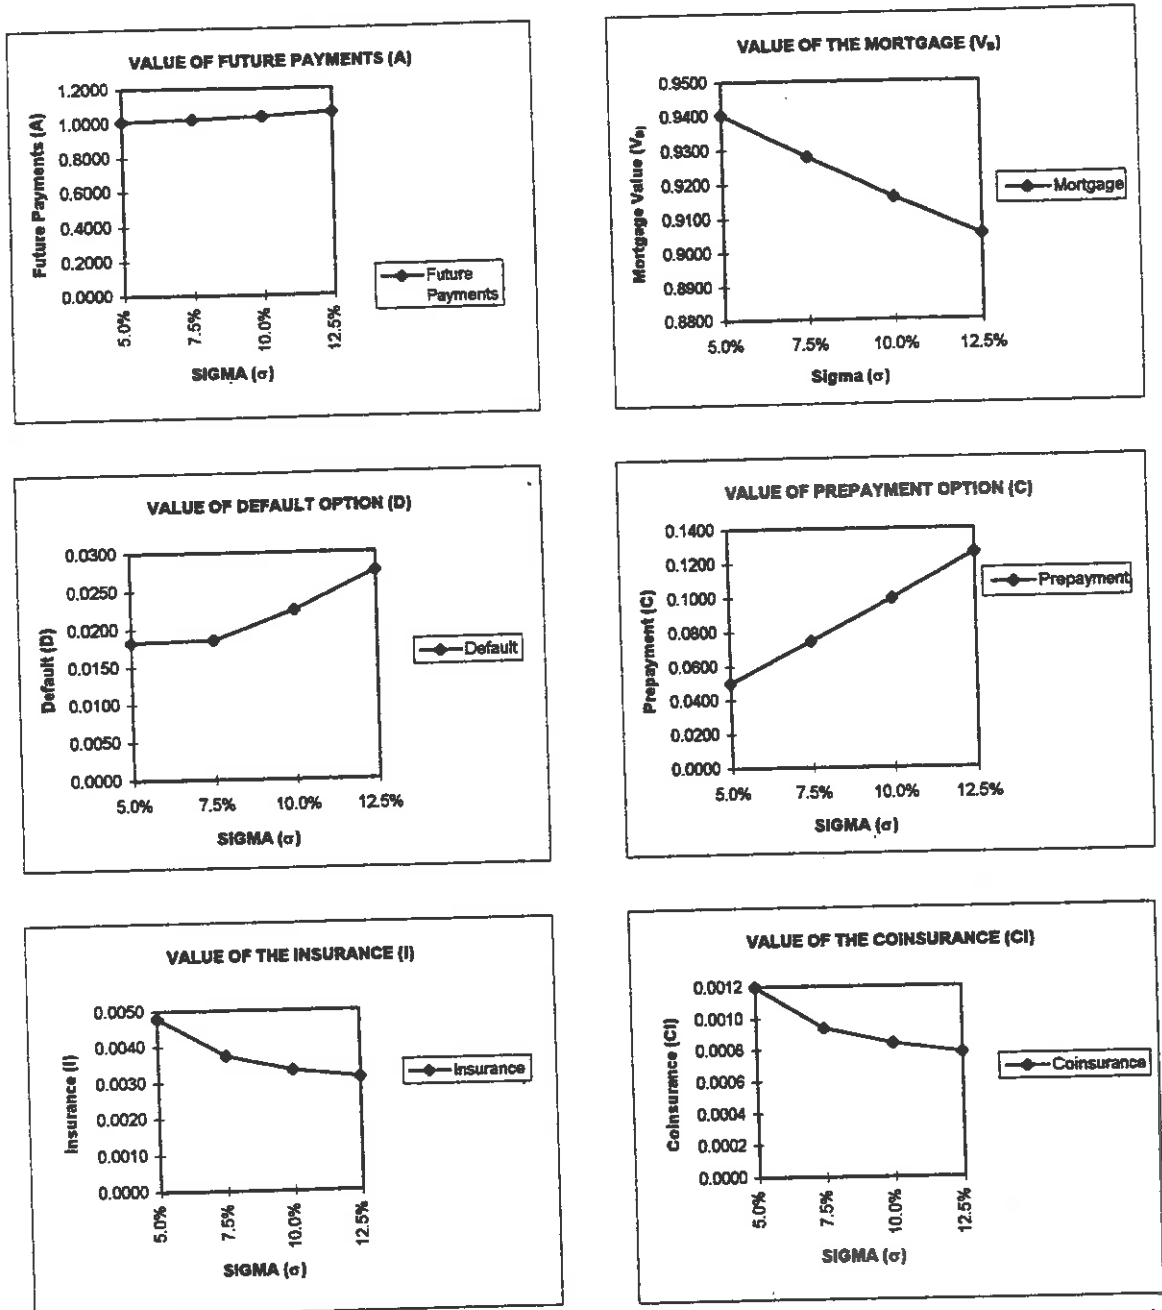 VALUE OF FUTURE PAYMENTS (A)
Future Payments (A)
1.2000
1.0000
0.8000
0.6000
0.4000
0.2000
0.0000
5.0%
7.5%
10.0%
12.5%
SIGMA (σ)
Future
Payments
VALUE OF THE MORTGAGE (VB)
Mortgage Value (VB)
0.9500
0.9400
0.9300
0.9200
0.9100
0.9000
0.8900
0.8800
5.0% 7.5% 10.0% 12.5%
Sigma (σ)
Mortgage
VALUE OF DEFAULT OPTION (D)
Default (D)
0.0300
0.0250
0.0200
0.0150
0.0100
0.0050
0.0000
5.0% 7.5% 10.0% 12.5%
SIGMA (σ)
Default
VALUE OF PREPAYMENT OPTION (C)
Prepayment (C)
0.1400
0.1200
0.1000
0.0800
0.0600
0.0400
0.0200
0.0000
5.0% 7.5% 10.0% 12.5%
SIGMA (σ)
Prepayment
VALUE OF THE INSURANCE (I)
Insurance (I)
0.0050
0.0040
0.0030
0.0020
0.0010
0.0000
5.0%
7.5%
10.0%
12.5%
SIGMA (σ)
Insurance
VALUE OF THE COINSURANCE (CI)
Coinsurance (CI)
0.0012
0.0010
0.0008
0.0006
0.0004
0.0002
0.0000
5.0%
7.5%
10.0%
12.5%
SIGMA (σ)
Coinsurance